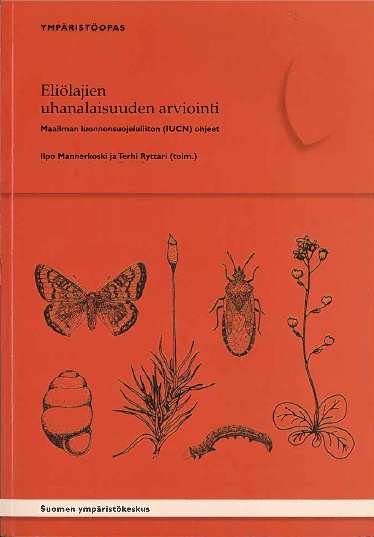 YMPÄRISTÖOPAS
Eliölajien
uhanalaisuuden arviointi
Maailman luonnonsuojeluliiton (IUCN) ohjeet
Ilpo Mannerkoski ja Terhi Ryttäri (toim.)
Suomen ympäristökeskus